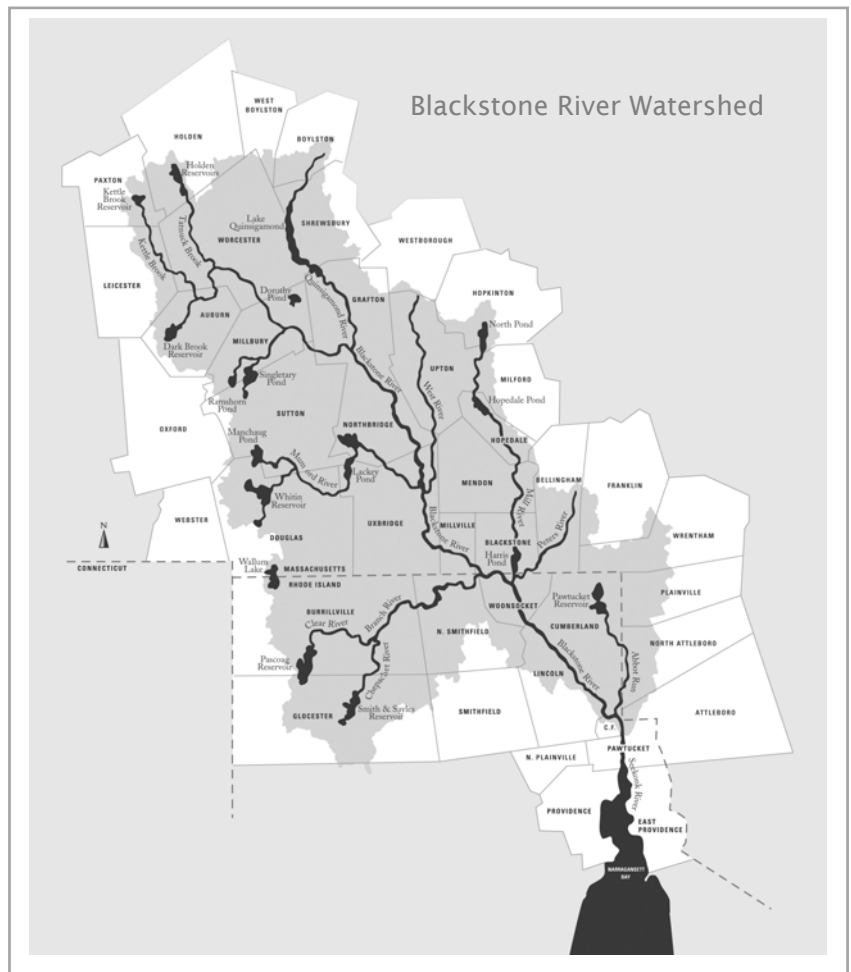 Blackstone River Watershed
WEST
BOYLSTON
HOLDEN
BOYLSTON
PAXTON
Holden
Reservoirs
Kettle
Brook
Reservoir
Lake
Quinsigamond
SHREWSBURY
Tatnuck Brook
WORCESTER
WESTBOROUGH
Kettle Brook
LEICESTER
Dorothy
Pond
Quinsigamond River
GRAFTON
HOPKINTON
AUBURN
North Pond
MILLBURY
Dark Brook
Reservoir
Blackstone River
UPTON
West River
MILFORD
Singletary
Pond
Ramshorn
Pond
Hopedale Pond
SUTTON
OXFORD
NORTHBRIDGE
Manchaug
Pond
HOPEDALE
Mumford River
Lackey
Pond
MENDON
BELLINGHAM
FRANKLIN
Whitin
Reservoir
Mill River
WEBSTER
UXBRIDGE
Blackstone River
MILLVILLE
Peters River
WRENTHAM
N
DOUGLAS
BLACKSTONE
Harris
Pond
Wallum
Lake
CONNECTICUT
MASSACHUSETTS
RHODE ISLAND
PLAINVILLE
Pawtucket
Reservoir
BURRILLVILLE
Branch River
WOONSOCKET
Clear River
CUMBERLAND
N. SMITHFIELD
NORTH ATTLEBORO
Pascoag
Reservoir
Chepachet River
Blackstone River
Abbot Run
LINCOLN
Smith & Sayles
Reservoir
GLOCESTER
SMITHFIELD
ATTLEBORO
C.F.
PAWTUCKET
N. PLAINVILLE
Seekonk River
PROVIDENCE
EAST
PROVIDENCE
NARRAGANSETT
BAY